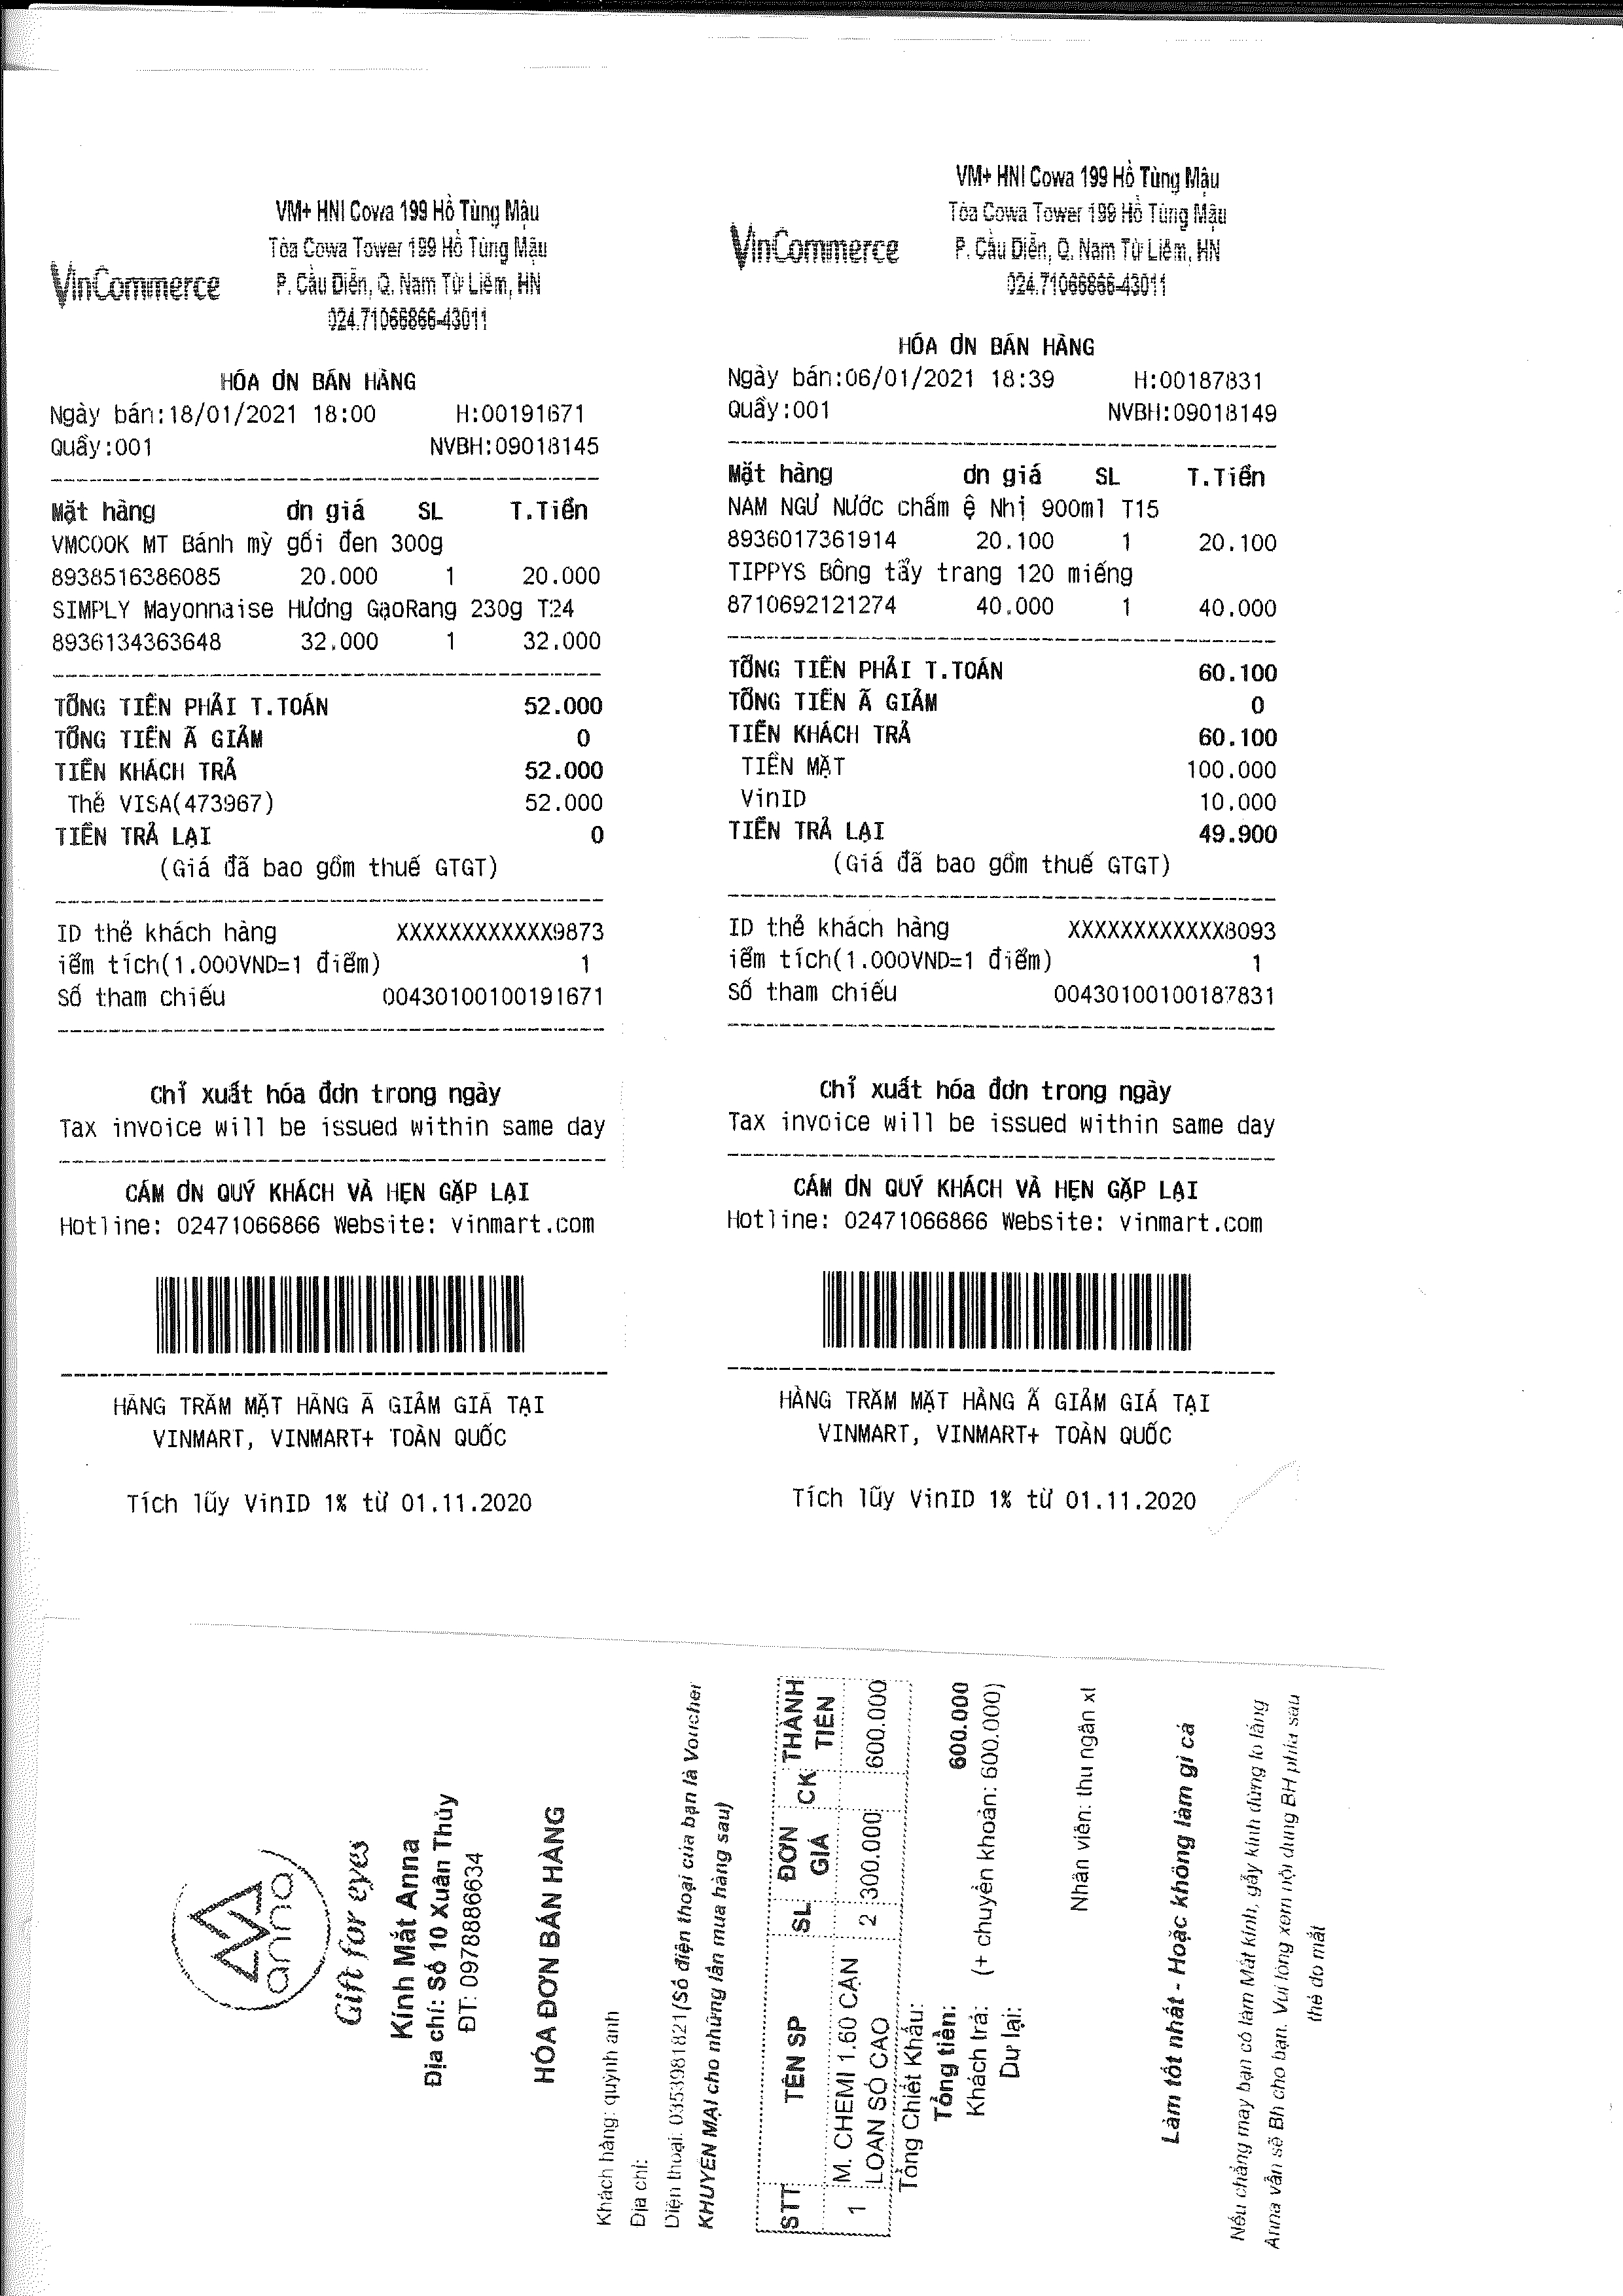 VM+ HNI Cowa 199 Hồ Tùng Mậu
Tòa Cowa Tower 199 Hồ Tùng Mậu
VinCommerce
P. Cầu Diễn, Q. Nam Từ Liêm, HN
024.71066866-43011
HÓA ƠN BÁN HÀNG
Ngày bán:18/01/2021 18:00 H:00191671
Quầy:001 NVBH:09018145
Mặt hàng ơn giá SL T.Tiền
VMCOOK MT Bánh mỳ gối đen 300g
8938516386085 20.000 1 20.000
SIMPLY Mayonnaise Hương GạoRang 230g T24
8936134363648 32.000 1 32.000
TỔNG TIỀN PHẢI T.TOÁN 52.000
TỔNG TIỀN Ã GIẢM 0
TIỀN KHÁCH TRẢ 52.000
Thẻ VISA(473967) 52.000
TIỀN TRẢ LẠI 0
(Giá đã bao gồm thuế GTGT)
ID thẻ khách hàng XXXXXXXXXXXX9873
iểm tích(1.000VND=1 điểm) 1
Số tham chiếu 00430100100191671
Chỉ xuất hóa đơn trong ngày
Tax invoice will be issued within same day
CÁM ƠN QUÝ KHÁCH VÀ HẸN GẶP LẠI
Hotline: 02471066866 Website: vinmart.com
HÀNG TRĂM MẶT HÀNG Ã GIẢM GIÁ TẠI
VINMART, VINMART+ TOÀN QUỐC
Tích lũy VinID 1% từ 01.11.2020
VM+ HNI Cowa 199 Hồ Tùng Mậu
Tòa Cowa Tower 199 Hồ Tùng Mậu
VinCommerce
P. Cầu Diễn, Q. Nam Từ Liêm, HN
024.71066866-43011
HÓA ƠN BÁN HÀNG
Ngày bán:06/01/2021 18:39 H:00187831
Quầy:001 NVBH:09018149
Mặt hàng ơn giá SL T.Tiền
NAM NGƯ Nước chấm ệ Nhị 900ml T15
8936017361914 20.100 1 20.100
TIPPYS Bông tẩy trang 120 miếng
8710692121274 40.000 1 40.000
TỔNG TIỀN PHẢI T.TOÁN 60.100
TỔNG TIỀN Ã GIẢM 0
TIỀN KHÁCH TRẢ 60.100
TIỀN MẶT 100.000
VinID 10.000
TIỀN TRẢ LẠI 49.900
(Giá đã bao gồm thuế GTGT)
ID thẻ khách hàng XXXXXXXXXXXX8093
iểm tích(1.000VND=1 điểm) 1
Số tham chiếu 00430100100187831
Chỉ xuất hóa đơn trong ngày
Tax invoice will be issued within same day
CÁM ƠN QUÝ KHÁCH VÀ HẸN GẶP LẠI
Hotline: 02471066866 Website: vinmart.com
HÀNG TRĂM MẶT HÀNG Ã GIẢM GIÁ TẠI
VINMART, VINMART+ TOÀN QUỐC
Tích lũy VinID 1% từ 01.11.2020
anna
Gift for eyes
Kính Mắt Anna
Địa chỉ: Số 10 Xuân Thủy
ĐT: 0978886634
HÓA ĐƠN BÁN HÀNG
Khách hàng: quỳnh anh
Địa chỉ:
Điện thoại: 0353981821 (Số điện thoại của bạn là Voucher
KHUYẾN MẠI cho những lần mua hàng sau)
STT TÊN SP SL ĐƠN GIÁ CK THÀNH TIỀN
1 M. CHEMI 1.60 CẬN LOẠN SỐ CAO 2 300.000 600.000
Tổng Chiết Khấu:
Tổng tiền: 600.000
Khách trả: (+ chuyển khoản: 600.000)
Dư lại:
Nhân viên: thu ngân xt
Làm tốt nhất - Hoặc không làm gì cả
Nếu chẳng may bạn có làm Mắt kính, gãy kính đừng lo lắng
Anna vẫn sẽ Bh cho bạn. Vui lòng xem nội dung BH phía sau
thẻ đo mắt